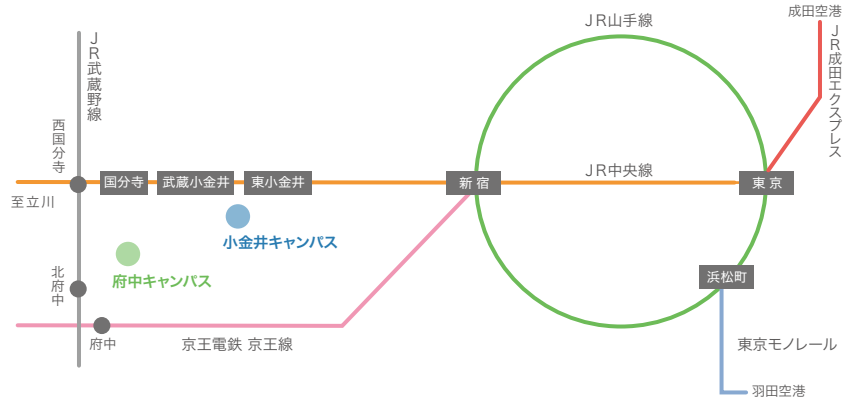 成田空港
JR山手線
JR成田エクスプレス
JR武蔵野線
西国分寺
国分寺
武蔵小金井
東小金井
新宿
JR中央線
東京
至立川
小金井キャンパス
府中キャンパス
北府中
浜松町
府中
京王電鉄 京王線
東京モノレール
羽田空港